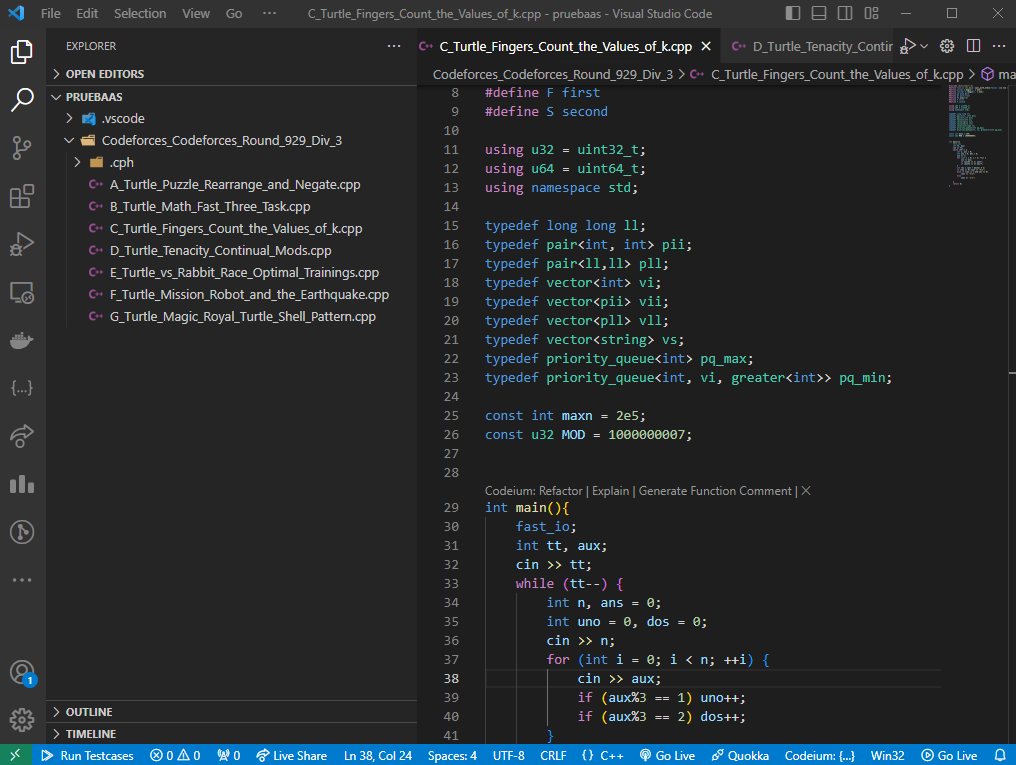 File Edit Selection View Go ··· C_Turtle_Fingers_Count_the_Values_of_k.cpp - pruebaas - Visual Studio Code
EXPLORER ···
OPEN EDITORS
PRUEBAAS
.vscode
Codeforces_Codeforces_Round_929_Div_3
.cph
A_Turtle_Puzzle_Rearrange_and_Negate.cpp
B_Turtle_Math_Fast_Three_Task.cpp
C_Turtle_Fingers_Count_the_Values_of_k.cpp
D_Turtle_Tenacity_Continual_Mods.cpp
E_Turtle_vs_Rabbit_Race_Optimal_Trainings.cpp
F_Turtle_Mission_Robot_and_the_Earthquake.cpp
G_Turtle_Magic_Royal_Turtle_Shell_Pattern.cpp
OUTLINE
TIMELINE
1
C_Turtle_Fingers_Count_the_Values_of_k.cpp D_Turtle_Tenacity_Contin
Codeforces_Codeforces_Round_929_Div_3 > C_Turtle_Fingers_Count_the_Values_of_k.cpp > ma
8 #define F first
9 #define S second
10
11 using u32 = uint32_t;
12 using u64 = uint64_t;
13 using namespace std;
14
15 typedef long long ll;
16 typedef pair<int, int> pii;
17 typedef pair<ll,ll> pll;
18 typedef vector<int> vi;
19 typedef vector<pii> vii;
20 typedef vector<pll> vll;
21 typedef vector<string> vs;
22 typedef priority_queue<int> pq_max;
23 typedef priority_queue<int, vi, greater<int>> pq_min;
24
25 const int maxn = 2e5;
26 const u32 MOD = 1000000007;
27
28
Codeium: Refactor | Explain | Generate Function Comment | X
29 int main(){
30 fast_io;
31 int tt, aux;
32 cin >> tt;
33 while (tt--) {
34 int n, ans = 0;
35 int uno = 0, dos = 0;
36 cin >> n;
37 for (int i = 0; i < n; ++i) {
38 cin >> aux;
39 if (aux%3 == 1) uno++;
40 if (aux%3 == 2) dos++;
41 }
Run Testcases 0 0 0 Live Share Ln 38, Col 24 Spaces: 4 UTF-8 CRLF {} C++ Go Live Quokka Codeium: {...} Win32 Go Live